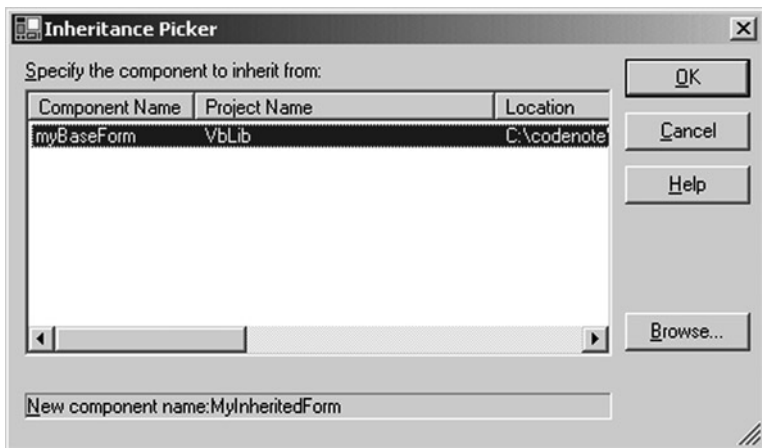 Inheritance Picker
Specify the component to inherit from:
Component Name Project Name Location
myBaseForm VbLib C:\codenote
OK
Cancel
Help
Browse...
New component name:MyInheritedForm